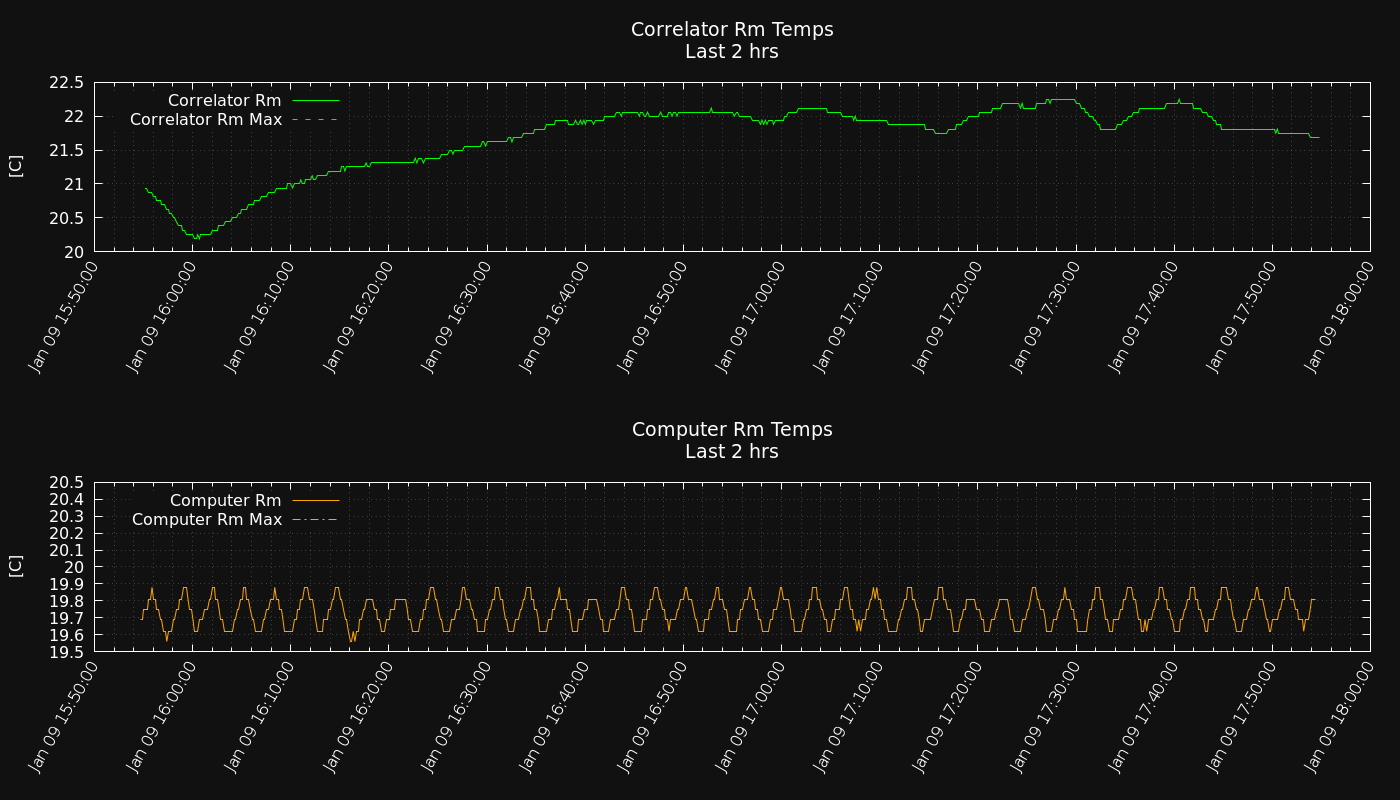 Correlator Rm Temps
Last 2 hrs
22.5
22
21.5
21
20.5
20
[C]
Correlator Rm
Correlator Rm Max
Jan 09 15:50:00
Jan 09 16:00:00
Jan 09 16:10:00
Jan 09 16:20:00
Jan 09 16:30:00
Jan 09 16:40:00
Jan 09 16:50:00
Jan 09 17:00:00
Jan 09 17:10:00
Jan 09 17:20:00
Jan 09 17:30:00
Jan 09 17:40:00
Jan 09 17:50:00
Jan 09 18:00:00
Computer Rm Temps
Last 2 hrs
20.5
20.4
20.3
20.2
20.1
20
19.9
19.8
19.7
19.6
19.5
[C]
Computer Rm
Computer Rm Max
Jan 09 15:50:00
Jan 09 16:00:00
Jan 09 16:10:00
Jan 09 16:20:00
Jan 09 16:30:00
Jan 09 16:40:00
Jan 09 16:50:00
Jan 09 17:00:00
Jan 09 17:10:00
Jan 09 17:20:00
Jan 09 17:30:00
Jan 09 17:40:00
Jan 09 17:50:00
Jan 09 18:00:00